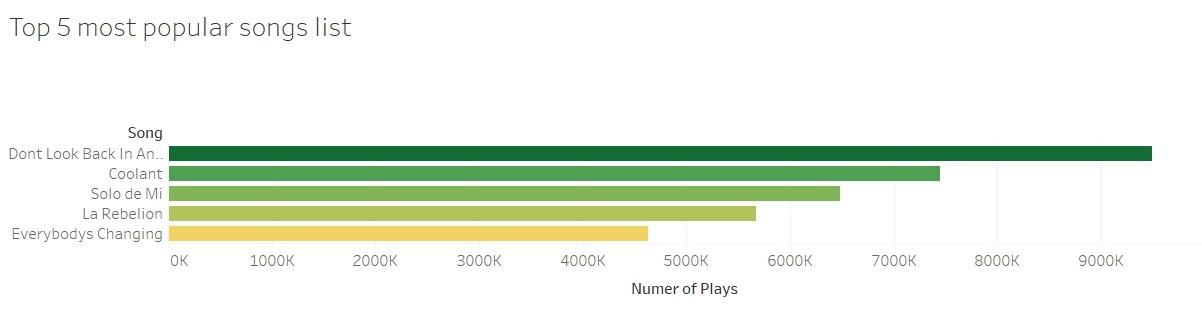 Top 5 most popular songs list
Song
Dont Look Back In An..
Coolant
Solo de Mi
La Rebelion
Everybodys Changing
0K 1000K 2000K 3000K 4000K 5000K 6000K 7000K 8000K 9000K
Numer of Plays